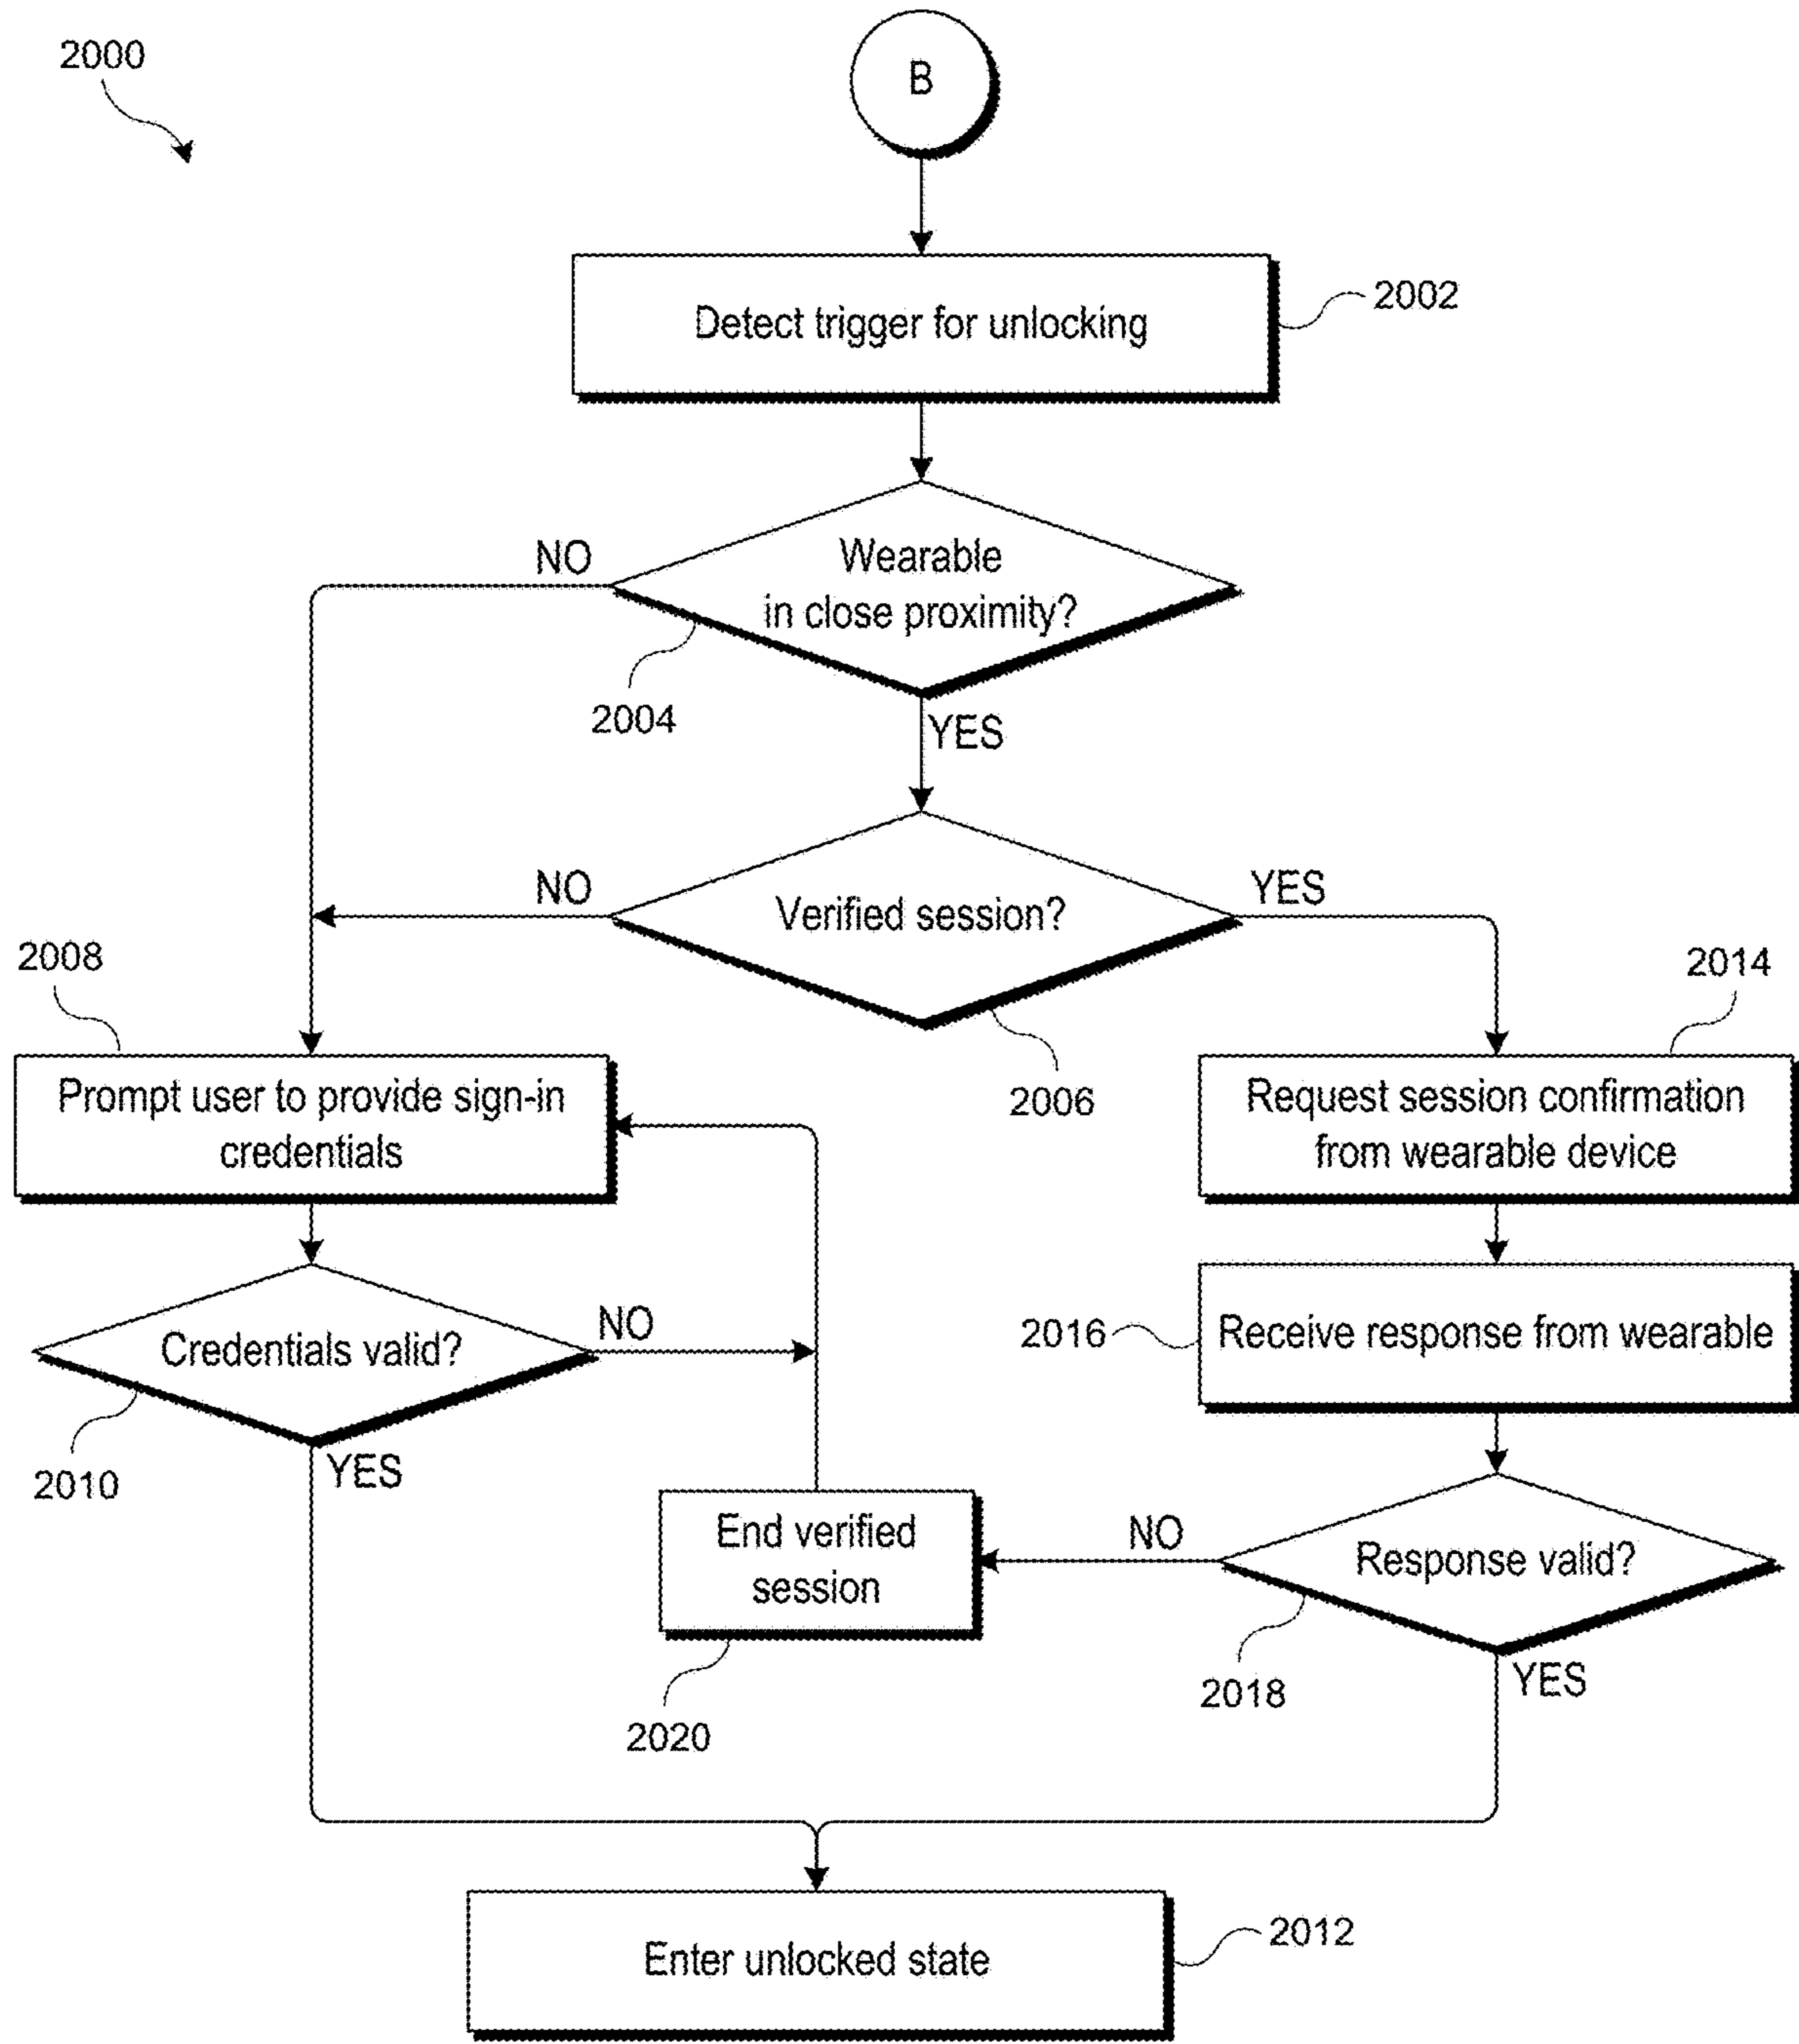 2000
B
Detect trigger for unlocking
2002
NO
Wearable
in close proximity?
2004
YES
NO
Verified session?
YES
2008
2014
2006
Prompt user to provide sign-in
credentials
Request session confirmation
from wearable device
Credentials valid?
NO
2016
Receive response from wearable
2010
YES
End verified
session
NO
Response valid?
2020
2018
YES
Enter unlocked state
2012